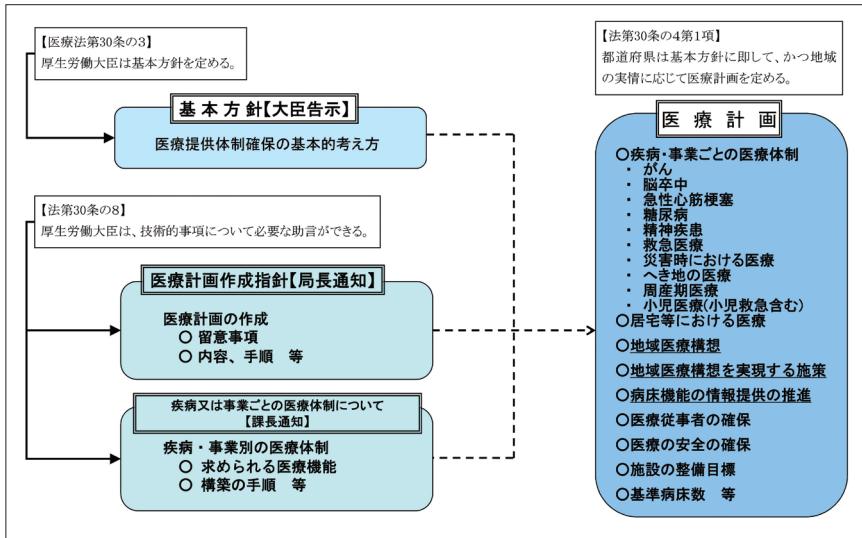 【医療法第30条の3】
厚生労働大臣は基本方針を定める。
基本方針【大臣告示】
医療提供体制確保の基本的考え方
【法第30条の8】
厚生労働大臣は、技術的事項について必要な助言ができる。
医療計画作成指針【局長通知】
医療計画の作成
○ 留意事項
○ 内容、手順 等
疾病又は事業ごとの医療体制について
【課長通知】
疾病・事業別の医療体制
○ 求められる医療機能
○ 構築の手順 等
【法第30条の4第1項】
都道府県は基本方針に即して、かつ地域
の実情に応じて医療計画を定める。
医療計画
○疾病・事業ごとの医療体制
・ がん
・ 脳卒中
・ 急性心筋梗塞
・ 糖尿病
・ 精神疾患
・ 救急医療
・ 災害時における医療
・ へき地の医療
・ 周産期医療
・ 小児医療(小児救急含む)
○居宅等における医療
○地域医療構想
○地域医療構想を実現する施策
○病床機能の情報提供の推進
○医療従事者の確保
○医療の安全の確保
○施設の整備目標
○基準病床数 等